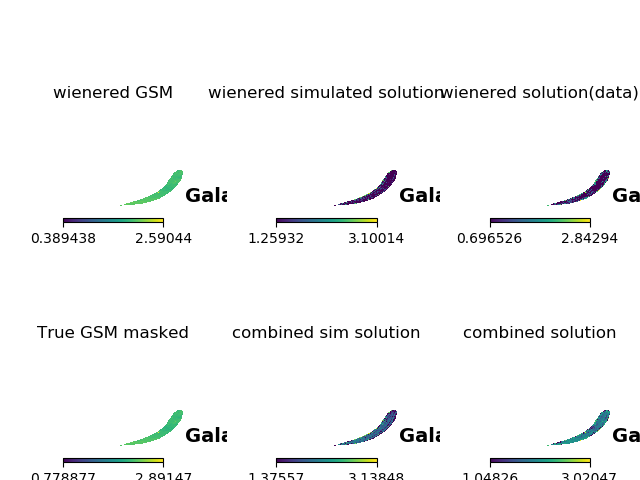 wienered GSM wienered simulated solution wienered solution(data)
Gala Gala Ga
0.389438 2.59044 1.25932 3.10014 0.696526 2.84294
True GSM masked combined sim solution combined solution
Gala Gala Ga
0.778877 2.89147 1.37557 3.13848 1.04826 3.02047